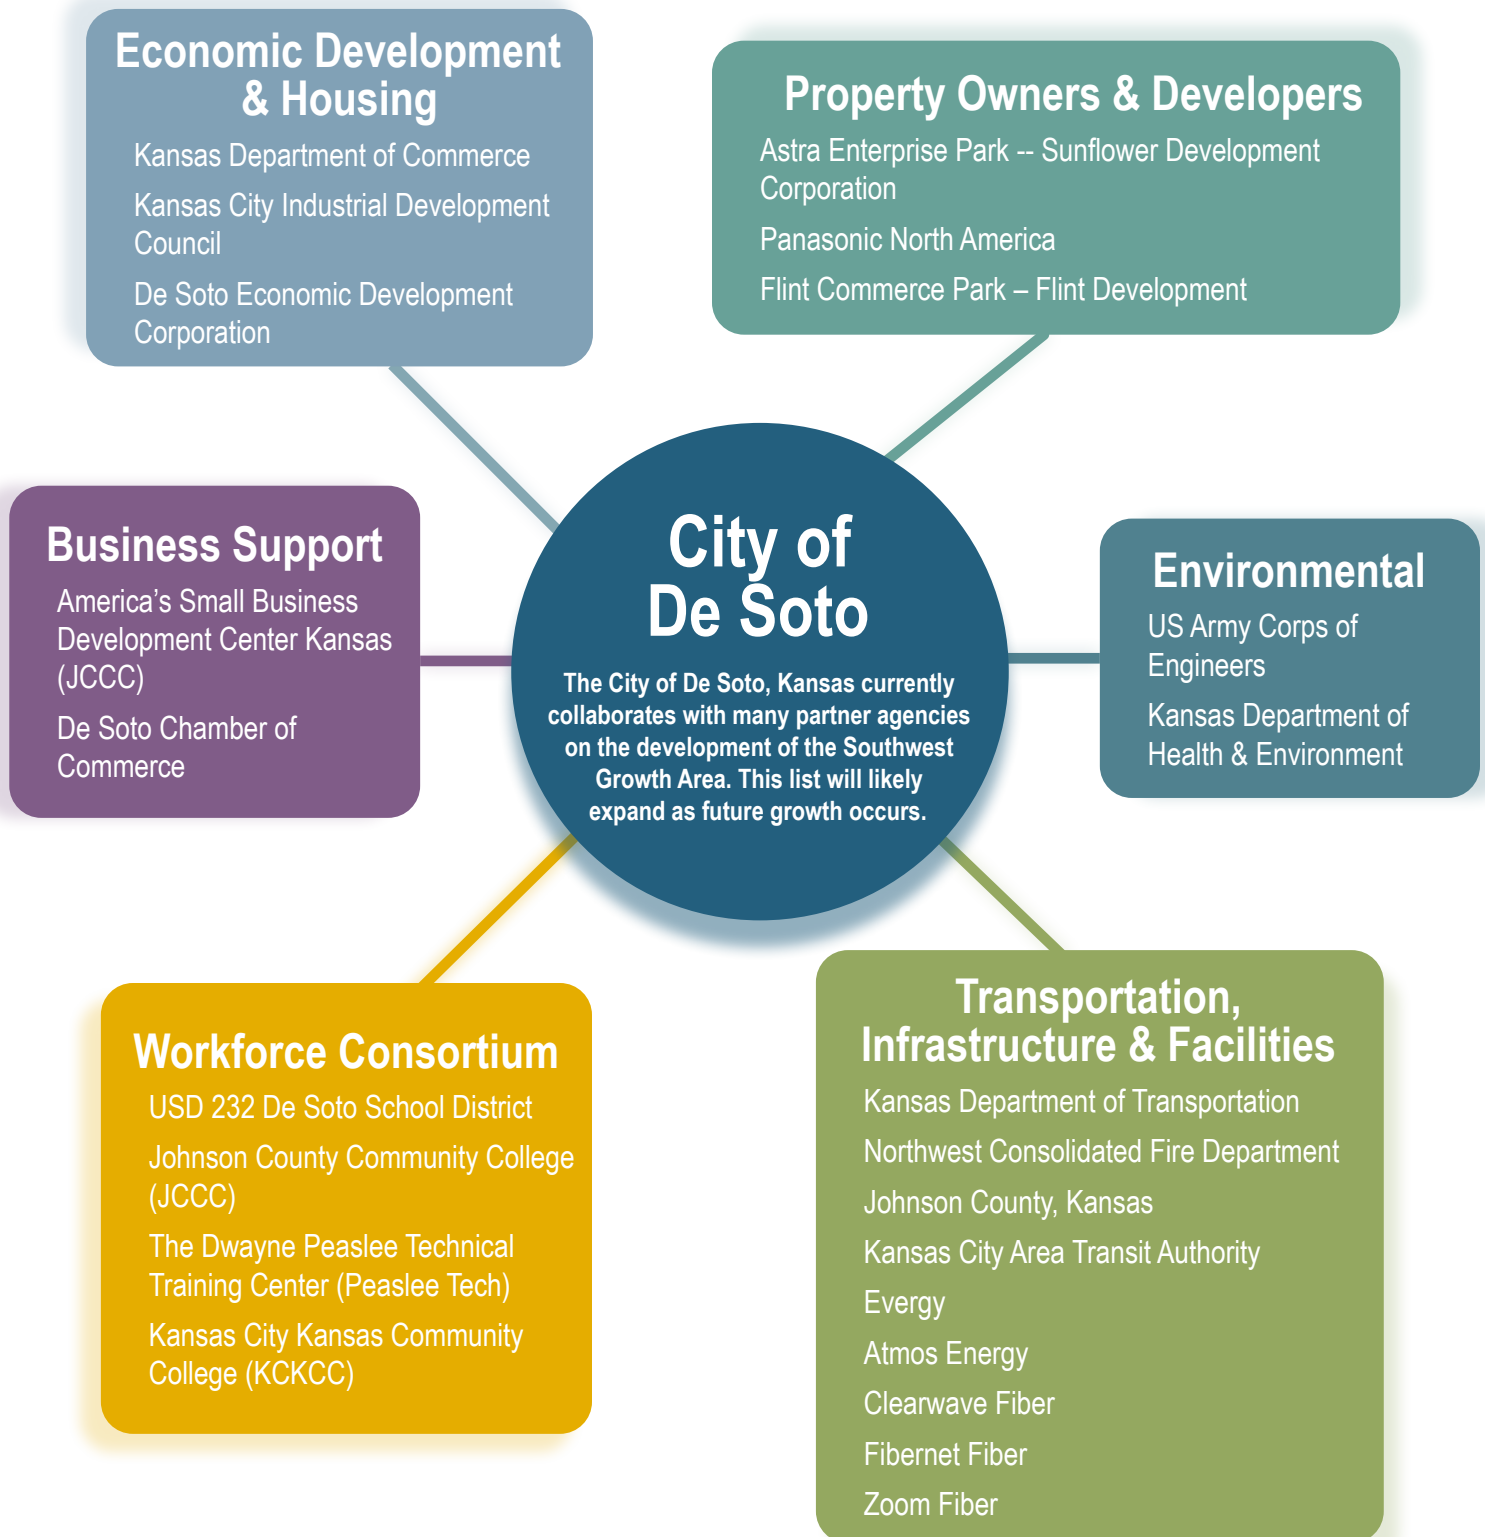 Economic Development
& Housing
Kansas Department of Commerce
Kansas City Industrial Development
Council
De Soto Economic Development
Corporation
Property Owners & Developers
Astra Enterprise Park -- Sunflower Development
Corporation
Panasonic North America
Flint Commerce Park – Flint Development
Business Support
America’s Small Business
Development Center Kansas
(JCCC)
De Soto Chamber of
Commerce
City of
De Soto
The City of De Soto, Kansas currently
collaborates with many partner agencies
on the development of the Southwest
Growth Area. This list will likely
expand as future growth occurs.
Environmental
US Army Corps of
Engineers
Kansas Department of
Health & Environment
Workforce Consortium
USD 232 De Soto School District
Johnson County Community College
(JCCC)
The Dwayne Peaslee Technical
Training Center (Peaslee Tech)
Kansas City Kansas Community
College (KCKCC)
Transportation,
Infrastructure & Facilities
Kansas Department of Transportation
Northwest Consolidated Fire Department
Johnson County, Kansas
Kansas City Area Transit Authority
Evergy
Atmos Energy
Clearwave Fiber
Fibernet Fiber
Zoom Fiber